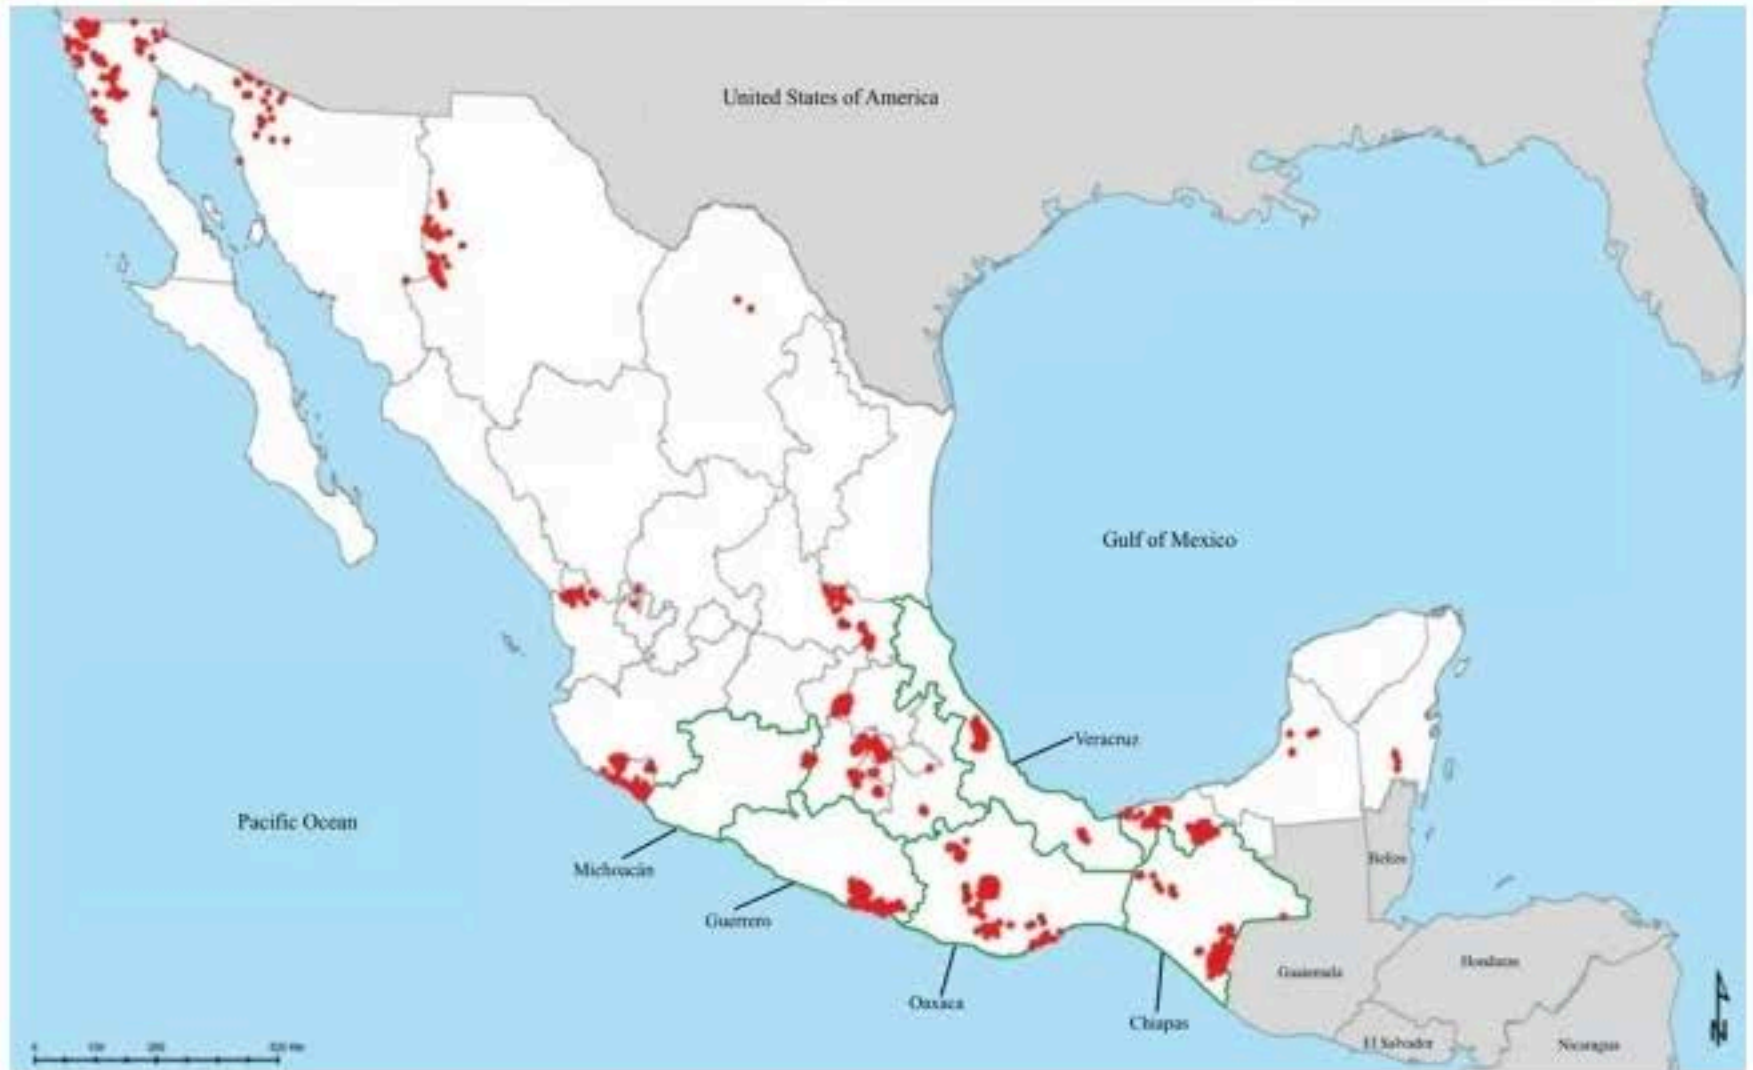 United States of America
Gulf of Mexico
Veracruz
Pacific Ocean
Michoacán
Guerrero
Oaxaca
Chiapas
Belize
Guatemala
Honduras
El Salvador
Nicaragua
N